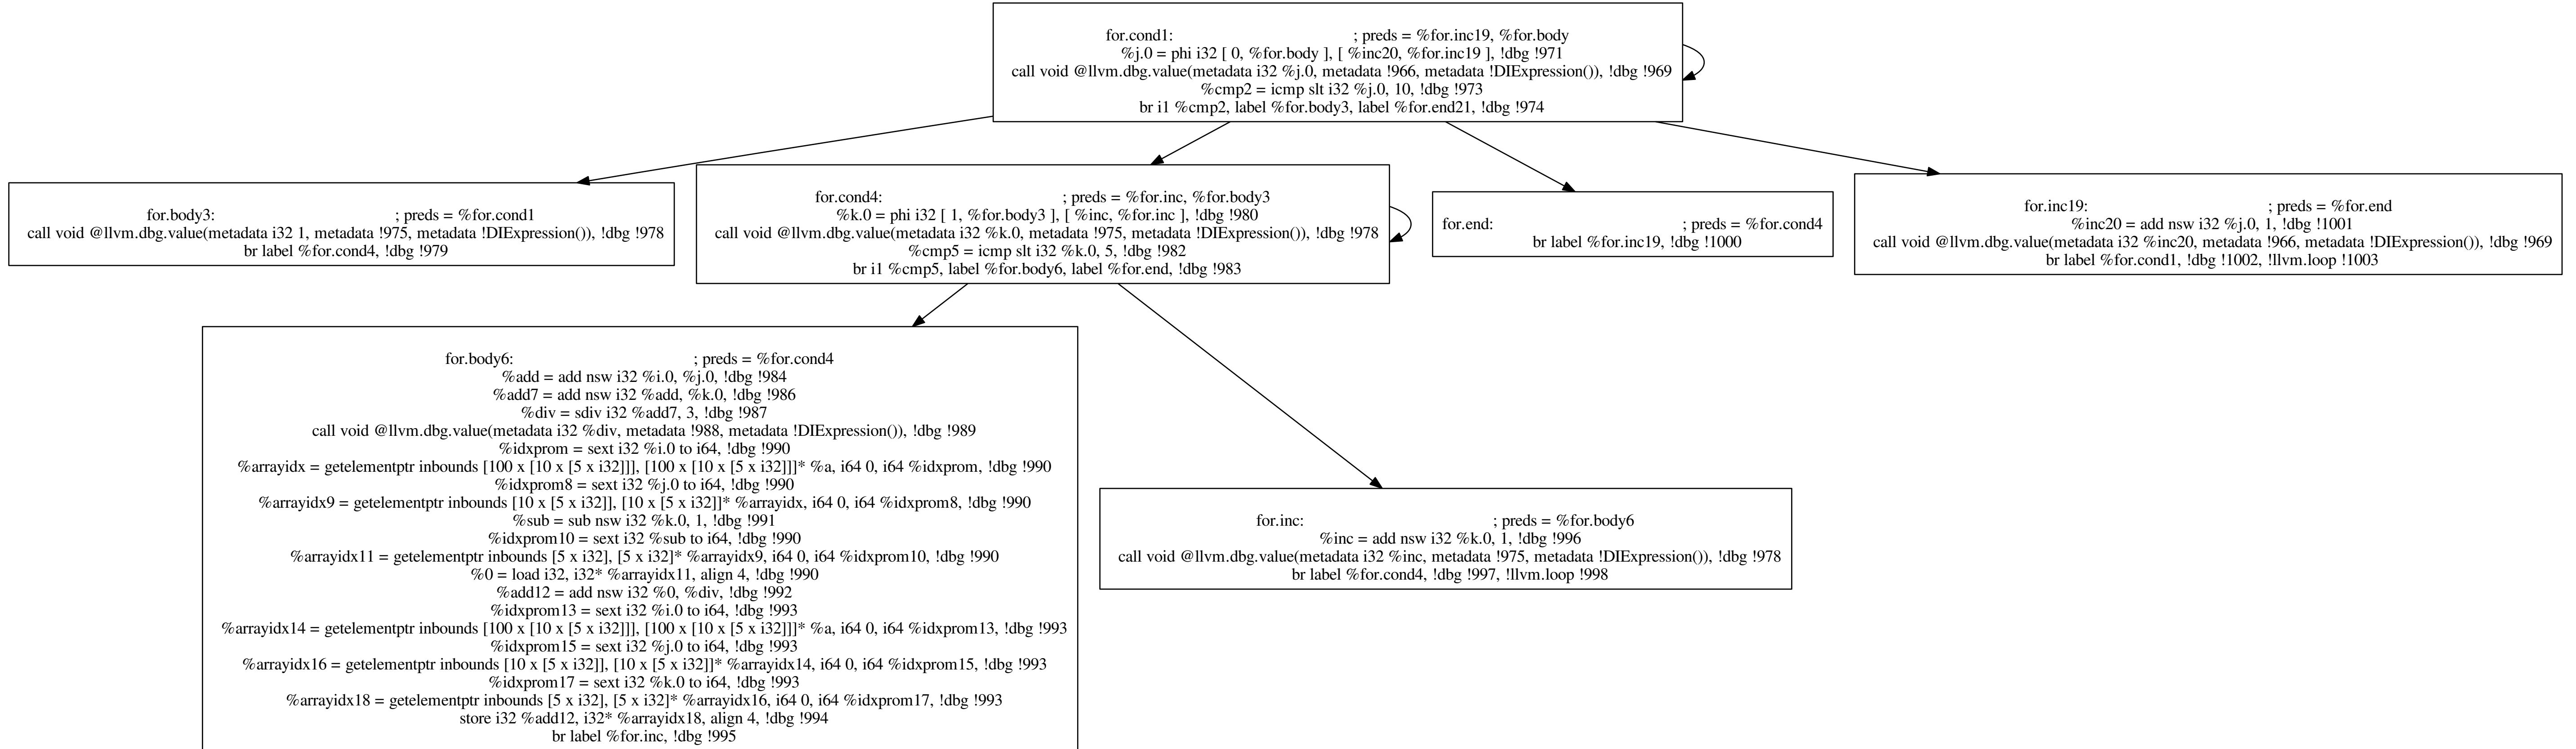 for.cond1: ; preds = %for.inc19, %for.body
%j.0 = phi i32 [ 0, %for.body ], [ %inc20, %for.inc19 ], !dbg !971
call void @llvm.dbg.value(metadata i32 %j.0, metadata !966, metadata !DIExpression()), !dbg !969
%cmp2 = icmp slt i32 %j.0, 10, !dbg !973
br i1 %cmp2, label %for.body3, label %for.end21, !dbg !974
for.body3: ; preds = %for.cond1
call void @llvm.dbg.value(metadata i32 1, metadata !975, metadata !DIExpression()), !dbg !978
br label %for.cond4, !dbg !979
for.cond4: ; preds = %for.inc, %for.body3
%k.0 = phi i32 [ 1, %for.body3 ], [ %inc, %for.inc ], !dbg !980
call void @llvm.dbg.value(metadata i32 %k.0, metadata !975, metadata !DIExpression()), !dbg !978
%cmp5 = icmp slt i32 %k.0, 5, !dbg !982
br i1 %cmp5, label %for.body6, label %for.end, !dbg !983
for.end: ; preds = %for.cond4
br label %for.inc19, !dbg !1000
for.inc19: ; preds = %for.end
%inc20 = add nsw i32 %j.0, 1, !dbg !1001
call void @llvm.dbg.value(metadata i32 %inc20, metadata !966, metadata !DIExpression()), !dbg !969
br label %for.cond1, !dbg !1002, !llvm.loop !1003
for.body6: ; preds = %for.cond4
%add = add nsw i32 %i.0, %j.0, !dbg !984
%add7 = add nsw i32 %add, %k.0, !dbg !986
%div = sdiv i32 %add7, 3, !dbg !987
call void @llvm.dbg.value(metadata i32 %div, metadata !988, metadata !DIExpression()), !dbg !989
%idxprom = sext i32 %i.0 to i64, !dbg !990
%arrayidx = getelementptr inbounds [100 x [10 x [5 x i32]]], [100 x [10 x [5 x i32]]]* %a, i64 0, i64 %idxprom, !dbg !990
%idxprom8 = sext i32 %j.0 to i64, !dbg !990
%arrayidx9 = getelementptr inbounds [10 x [5 x i32]], [10 x [5 x i32]]* %arrayidx, i64 0, i64 %idxprom8, !dbg !990
%sub = sub nsw i32 %k.0, 1, !dbg !991
%idxprom10 = sext i32 %sub to i64, !dbg !990
%arrayidx11 = getelementptr inbounds [5 x i32], [5 x i32]* %arrayidx9, i64 0, i64 %idxprom10, !dbg !990
%0 = load i32, i32* %arrayidx11, align 4, !dbg !990
%add12 = add nsw i32 %0, %div, !dbg !992
%idxprom13 = sext i32 %i.0 to i64, !dbg !993
%arrayidx14 = getelementptr inbounds [100 x [10 x [5 x i32]]], [100 x [10 x [5 x i32]]]* %a, i64 0, i64 %idxprom13, !dbg !993
%idxprom15 = sext i32 %j.0 to i64, !dbg !993
%arrayidx16 = getelementptr inbounds [10 x [5 x i32]], [10 x [5 x i32]]* %arrayidx14, i64 0, i64 %idxprom15, !dbg !993
%idxprom17 = sext i32 %k.0 to i64, !dbg !993
%arrayidx18 = getelementptr inbounds [5 x i32], [5 x i32]* %arrayidx16, i64 0, i64 %idxprom17, !dbg !993
store i32 %add12, i32* %arrayidx18, align 4, !dbg !994
br label %for.inc, !dbg !995
for.inc: ; preds = %for.body6
%inc = add nsw i32 %k.0, 1, !dbg !996
call void @llvm.dbg.value(metadata i32 %inc, metadata !975, metadata !DIExpression()), !dbg !978
br label %for.cond4, !dbg !997, !llvm.loop !998